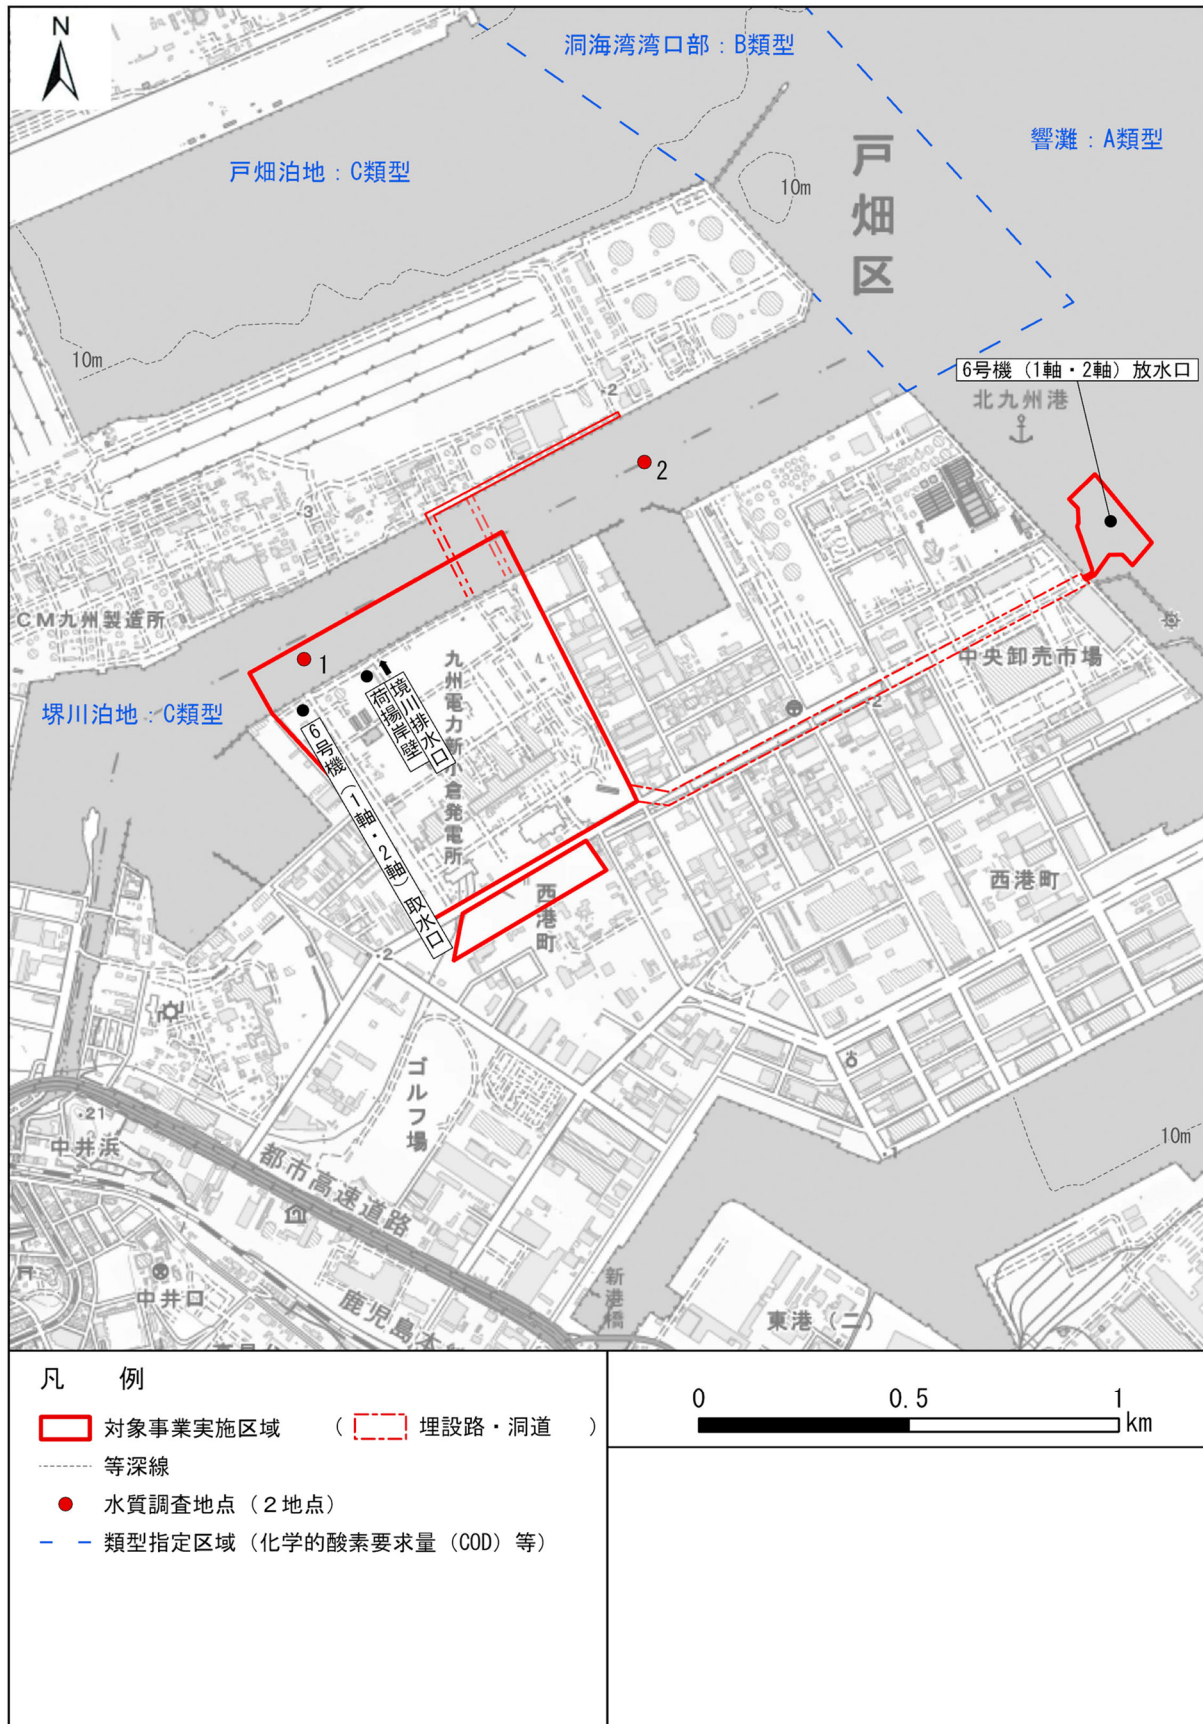 N
洞海湾湾口部：B類型
響灘：A類型
戸畑泊地：C類型
戸畑区
10m
10m
6号機（1軸・2軸）放水口
北九州港
2
2
3
CM九州製造所
中央卸売市場
1
堺川泊地：C類型
境川排水口
荷揚岸壁
九州電力新小倉発電所
6号機（1軸・2軸）取水口
2
西港町
西港町
2
ゴルフ場
21
中井浜
都市高速道路
1
10m
中井口
鹿児島本
新港橋
東港（二）
凡　例
対象事業実施区域　（　埋設路・洞道　）
等深線
水質調査地点（２地点）
類型指定区域（化学的酸素要求量（COD）等）
0 0.5 1
km